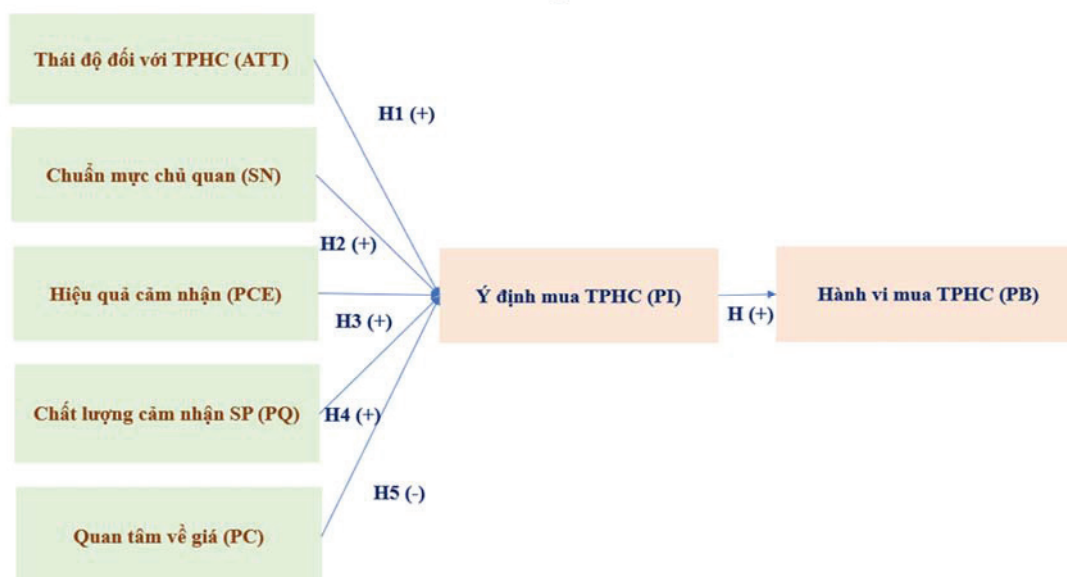 Thái độ đối với TPHC (ATT)
H1 (+)
Chuẩn mực chủ quan (SN)
H2 (+)
Hiệu quả cảm nhận (PCE)
Ý định mua TPHC (PI)
Hành vi mua TPHC (PB)
H3 (+)
H (+)
Chất lượng cảm nhận SP (PQ)
H4 (+)
H5 (-)
Quan tâm về giá (PC)